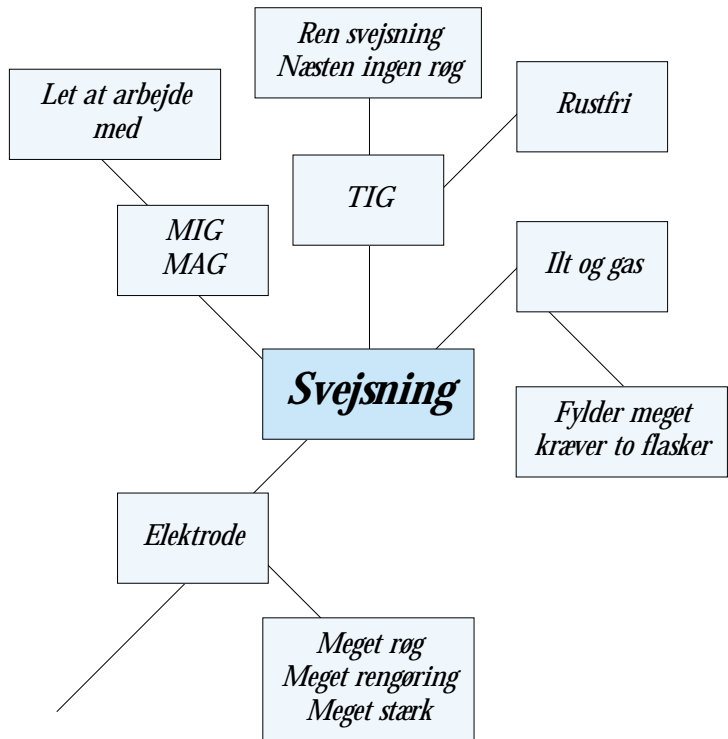 Ren svejsning
Næsten ingen røg
Let at arbejde
med
Rustfri
TIG
MIG
MAG
Ilt og gas
Svejsning
Fylder meget
kræver to flasker
Elektrode
Meget røg
Meget rengøring
Meget stærk